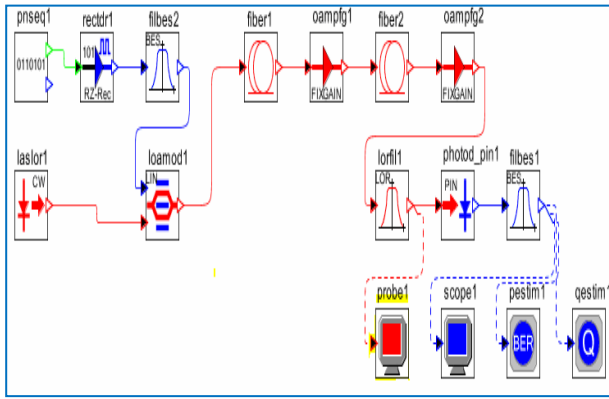 pnseq1 rectdr1 filbes2 fiber1 oampfg1 fiber2 oampfg2
101 BES
0110101
RZ-Rec FIXGAIN FIXGAIN
laslor1 loamod1 lorfil1 photod_pin1 filbes1
CW LIN LOR PIN BES
probe1 scope1 pestim1 qestim1
BER Q